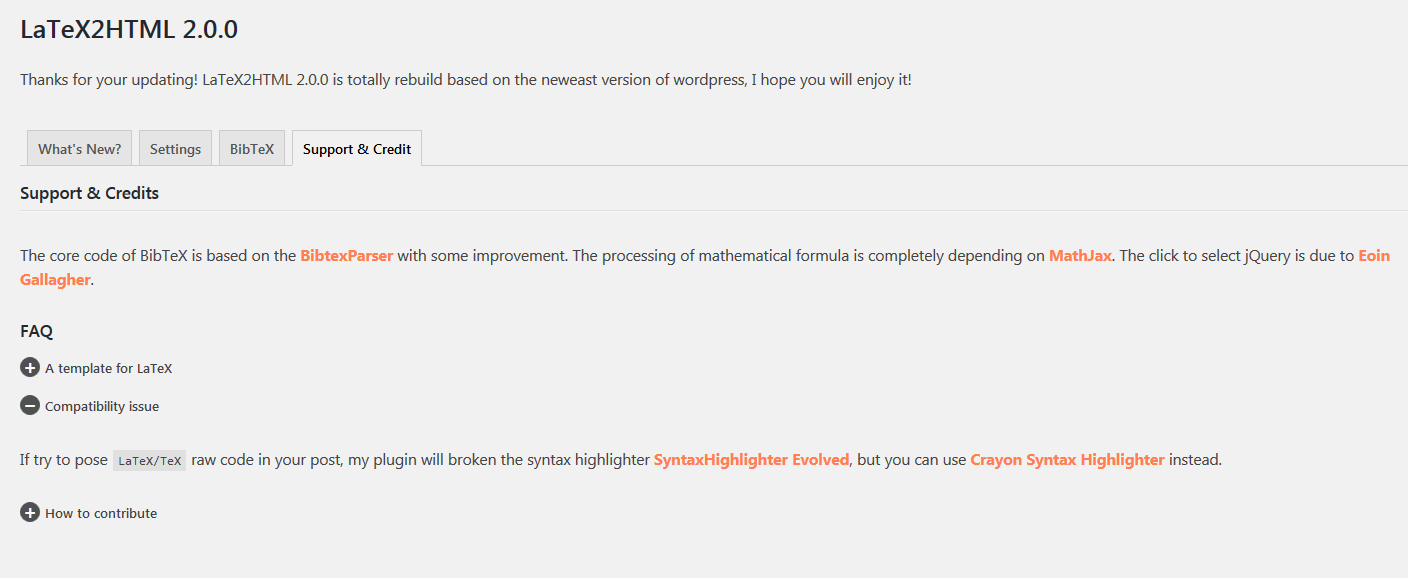 LaTeX2HTML 2.0.0
Thanks for your updating! LaTeX2HTML 2.0.0 is totally rebuild based on the neweast version of wordpress, I hope you will enjoy it!
What's New? Settings BibTeX Support & Credit
Support & Credits
The core code of BibTeX is based on the BibtexParser with some improvement. The processing of mathematical formula is completely depending on MathJax. The click to select jQuery is due to Eoin
Gallagher.
FAQ
A template for LaTeX
Compatibility issue
If try to pose LaTeX/TeX raw code in your post, my plugin will broken the syntax highlighter SyntaxHighlighter Evolved, but you can use Crayon Syntax Highlighter instead.
How to contribute